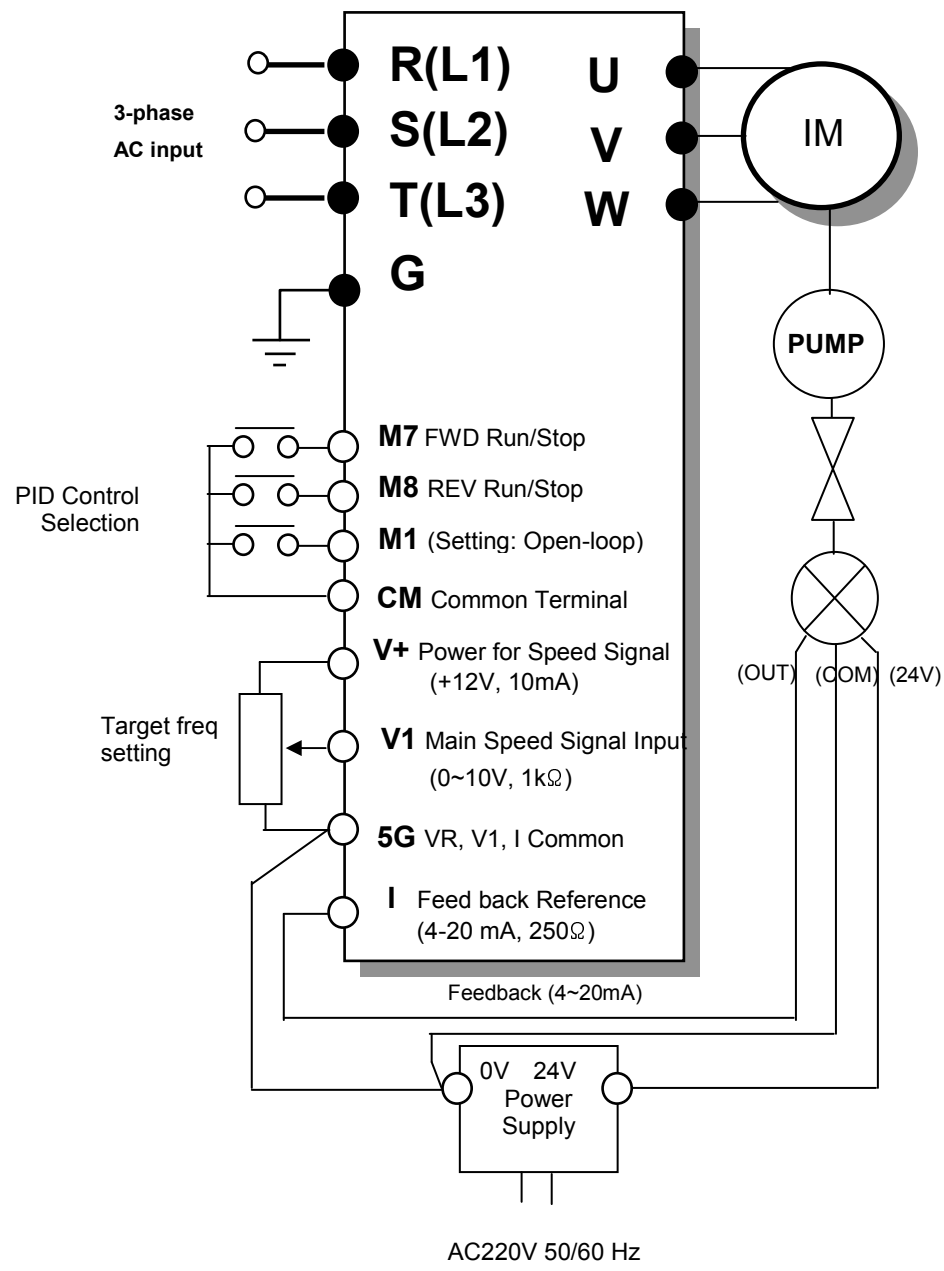 R(L1)
S(L2)
T(L3)
G
3-phase
AC input
U
V
W
IM
PUMP
M7 FWD Run/Stop
M8 REV Run/Stop
M1 (Setting: Open-loop)
CM Common Terminal
PID Control
Selection
V+ Power for Speed Signal
(+12V, 10mA)
V1 Main Speed Signal Input
(0~10V, 1kΩ)
Target freq
setting
5G VR, V1, I Common
I Feed back Reference
(4-20 mA, 250Ω)
(OUT) (COM) (24V)
Feedback (4~20mA)
0V 24V
Power
Supply
AC220V 50/60 Hz